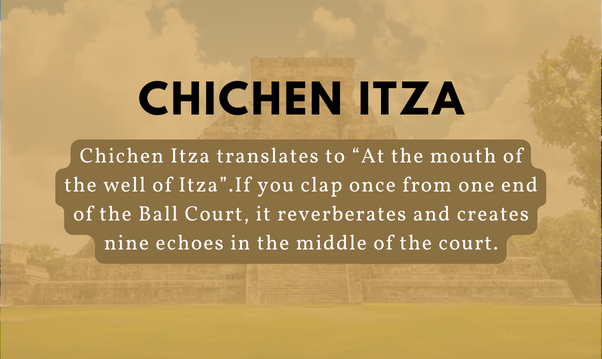 CHICHEN ITZA
Chichen Itza translates to “At the mouth of
the well of Itza”.If you clap once from one end
of the Ball Court, it reverberates and creates
nine echoes in the middle of the court.